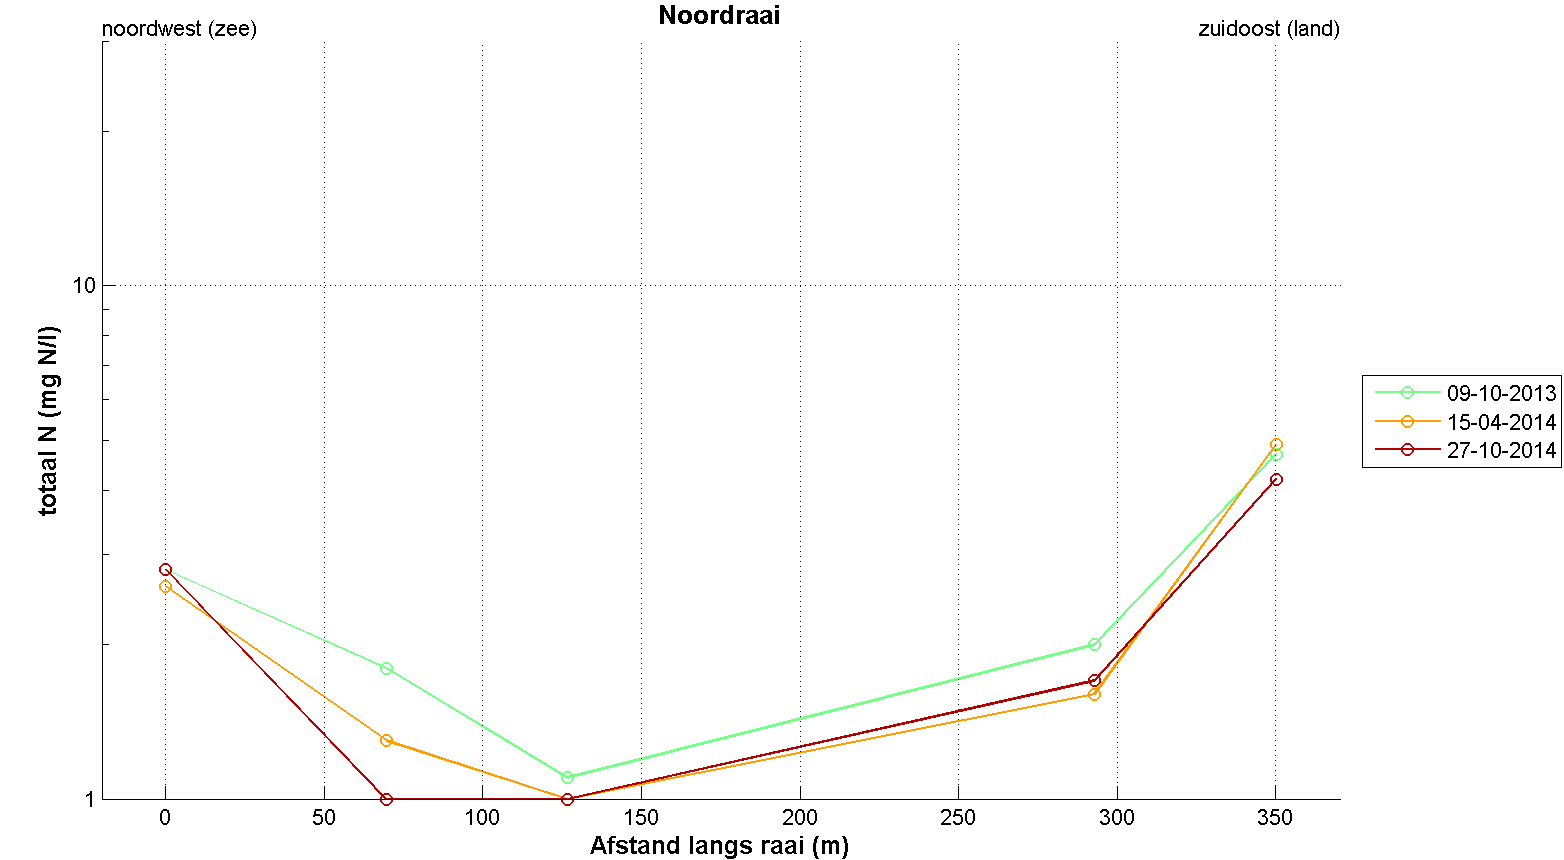 Noordraai
noordwest (zee)
zuidoost (land)
10
1
totaal N (mg N/l)
0 50 100 150 200 250 300 350
Afstand langs raai (m)
09-10-2013
15-04-2014
27-10-2014